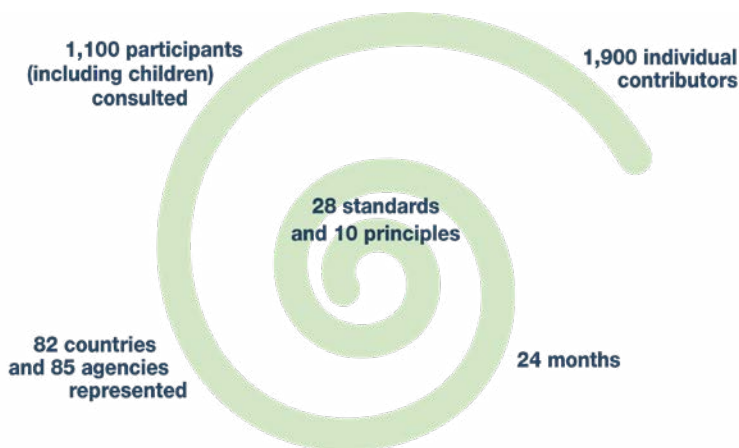 1,100 participants
(including children)
consulted
1,900 individual
contributors
28 standards
and 10 principles
82 countries
and 85 agencies
represented
24 months